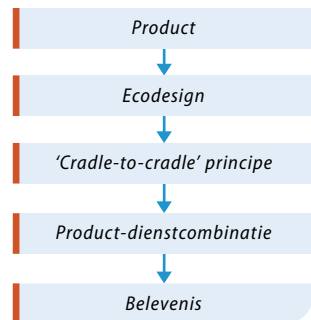 Product
Ecodesign
‘Cradle-to-cradle’ principe
Product-dienstcombinatie
Belevenis